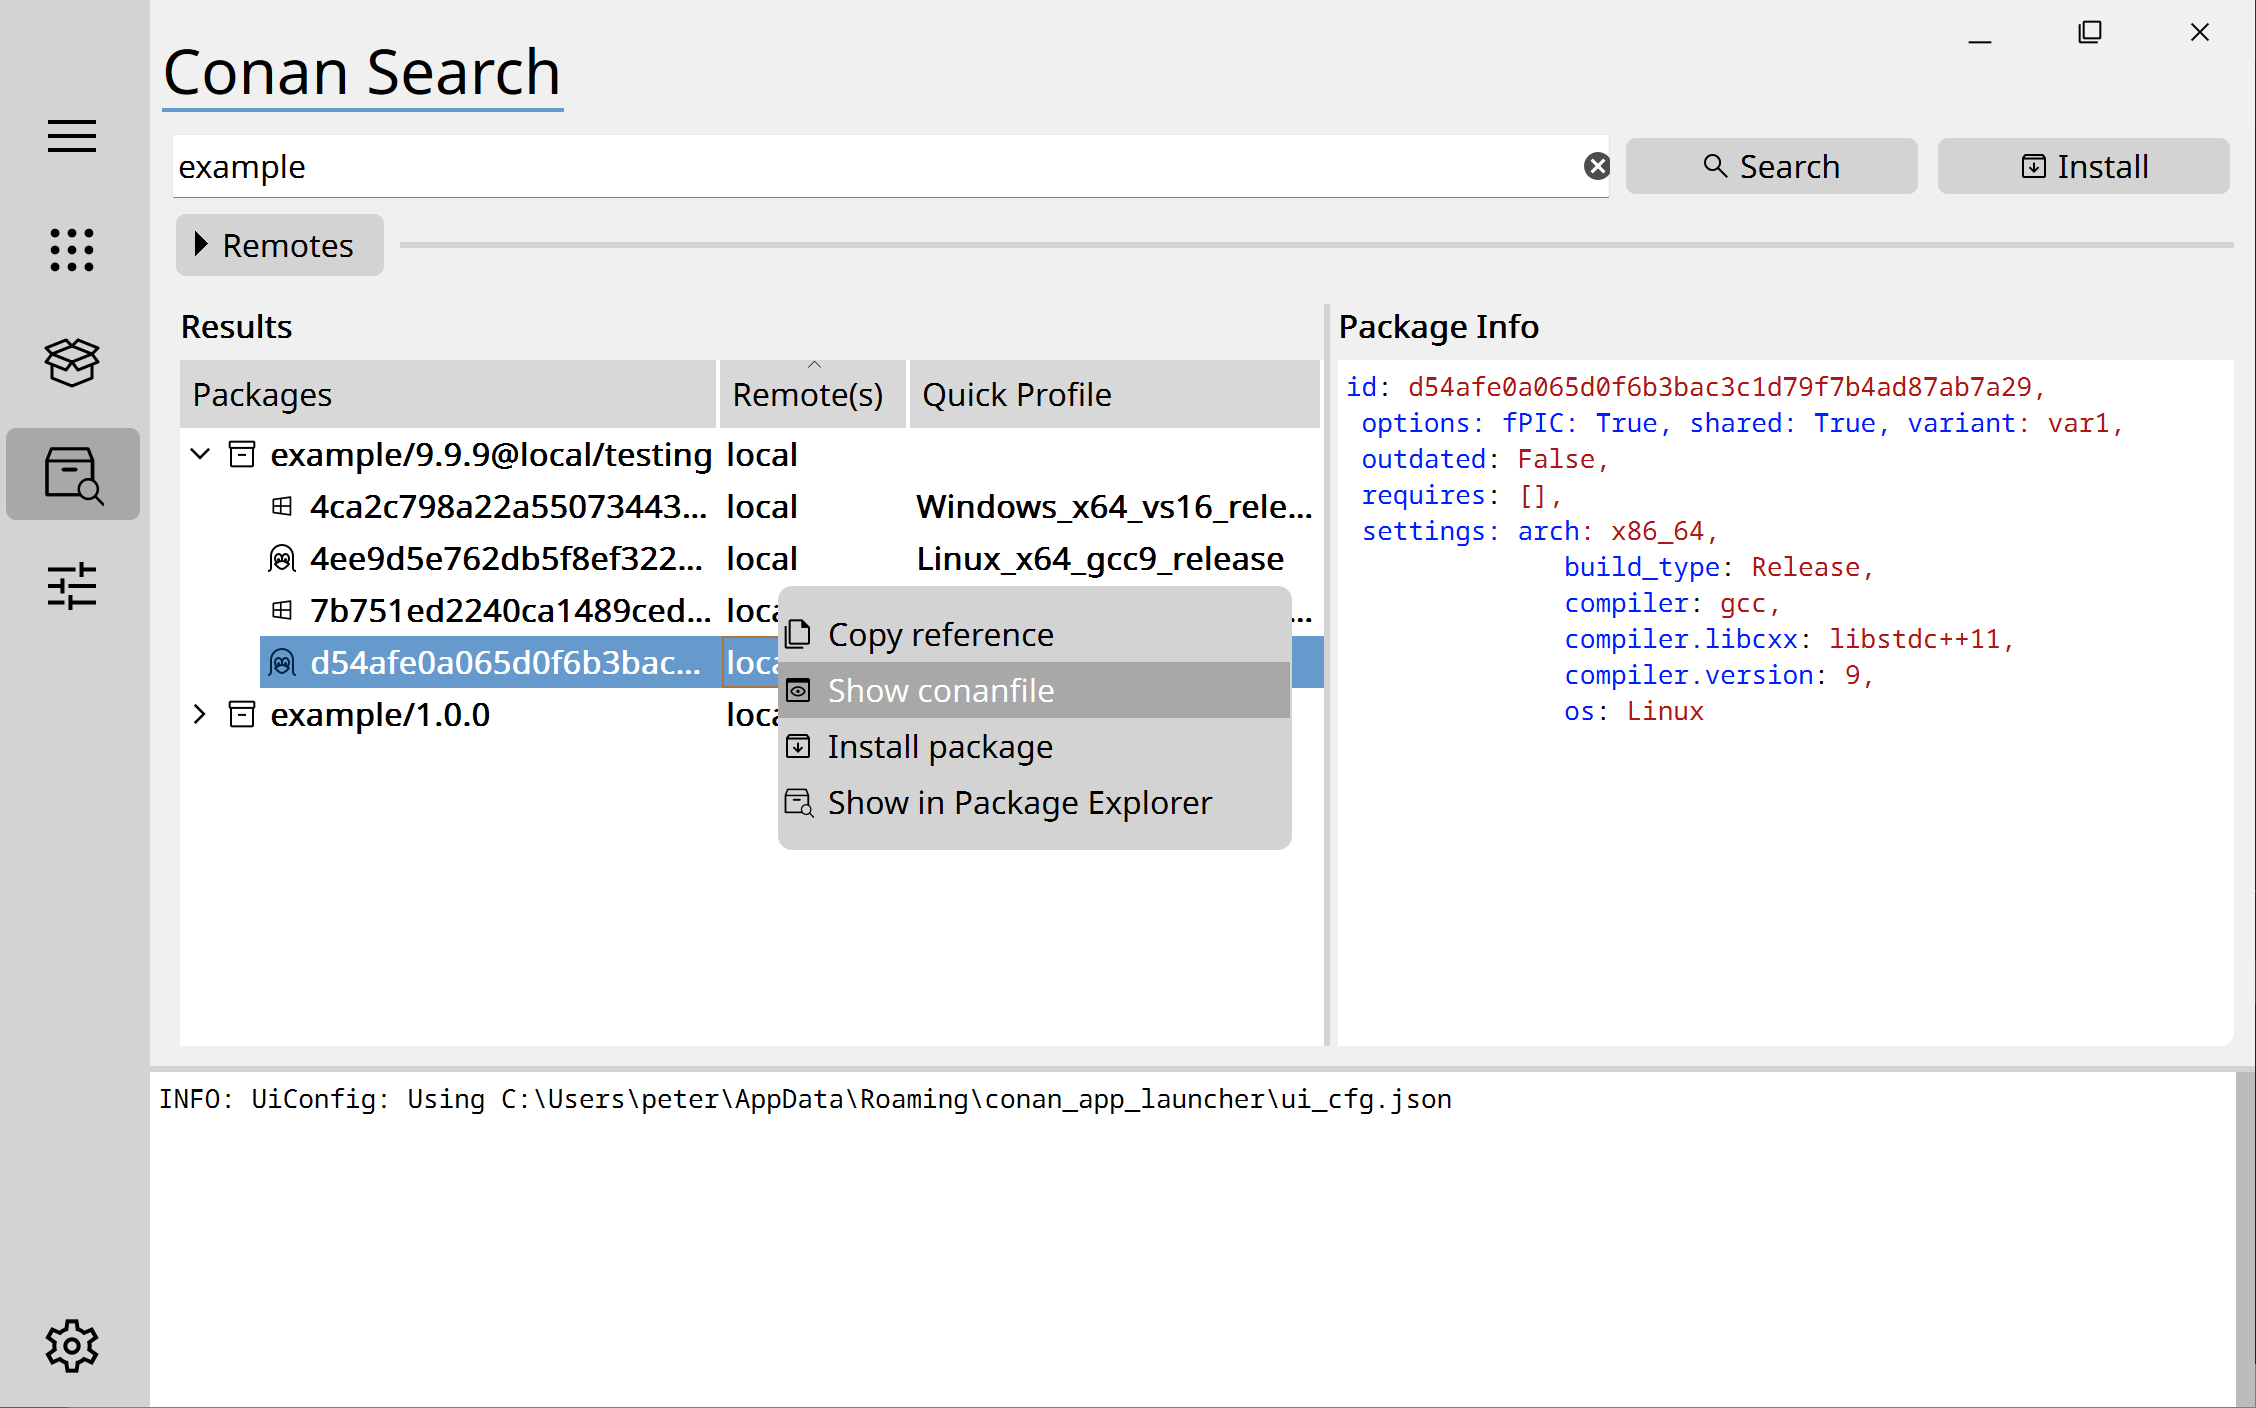 Conan Search
example
Search
Install
Remotes
Results
Packages Remote(s) Quick Profile
example/9.9.9@local/testing local
4ca2c798a22a55073443... local Windows_x64_vs16_rele...
4ee9d5e762db5f8ef322... local Linux_x64_gcc9_release
7b751ed2240ca1489ced... loca ...
d54afe0a065d0f6b3bac... loca
example/1.0.0 loca
Copy reference
Show conanfile
Install package
Show in Package Explorer
Package Info
id: d54afe0a065d0f6b3bac3c1d79f7b4ad87ab7a29,
options: fPIC: True, shared: True, variant: var1,
outdated: False,
requires: [],
settings: arch: x86_64,
build_type: Release,
compiler: gcc,
compiler.libcxx: libstdc++11,
compiler.version: 9,
os: Linux
INFO: UiConfig: Using C:\Users\peter\AppData\Roaming\conan_app_launcher\ui_cfg.json